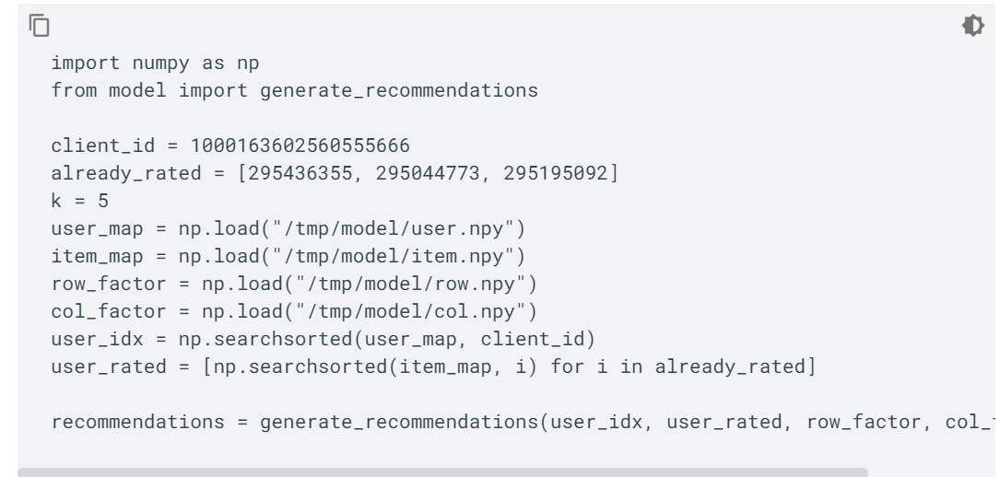 import numpy as np
from model import generate_recommendations
client_id = 1000163602560555666
already_rated = [295436355, 295044773, 295195092]
k = 5
user_map = np.load("/tmp/model/user.npy")
item_map = np.load("/tmp/model/item.npy")
row_factor = np.load("/tmp/model/row.npy")
col_factor = np.load("/tmp/model/col.npy")
user_idx = np.searchsorted(user_map, client_id)
user_rated = [np.searchsorted(item_map, i) for i in already_rated]
recommendations = generate_recommendations(user_idx, user_rated, row_factor, col_